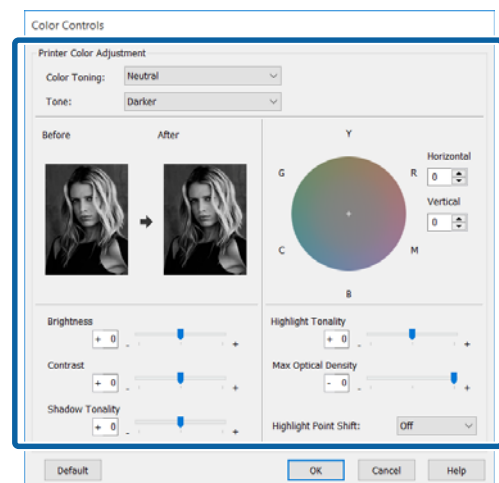 Color Controls
Printer Color Adjustment
Color Toning: Neutral
Tone: Darker
Before After
Y
G R
C M
B
Horizontal
0
Vertical
0
Brightness
+ 0 - +
Contrast
+ 0 - +
Shadow Tonality
+ 0 - +
Highlight Tonality
+ 0 - +
Max Optical Density
- 0 - +
Highlight Point Shift: Off
Default OK Cancel Help